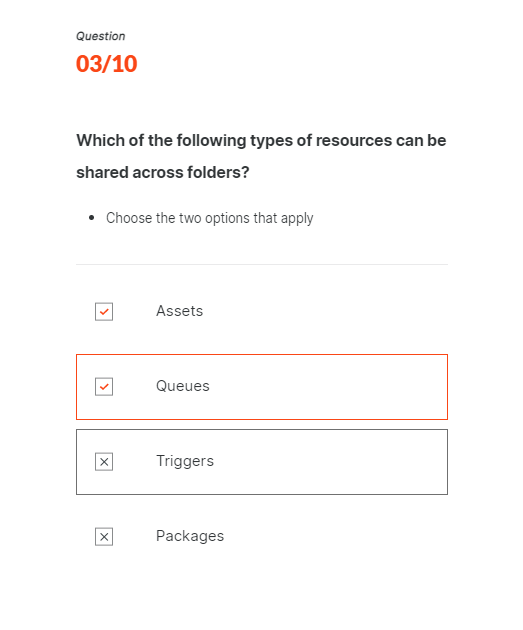 Question
03/10
Which of the following types of resources can be
shared across folders?
• Choose the two options that apply
Assets
Queues
Triggers
Packages